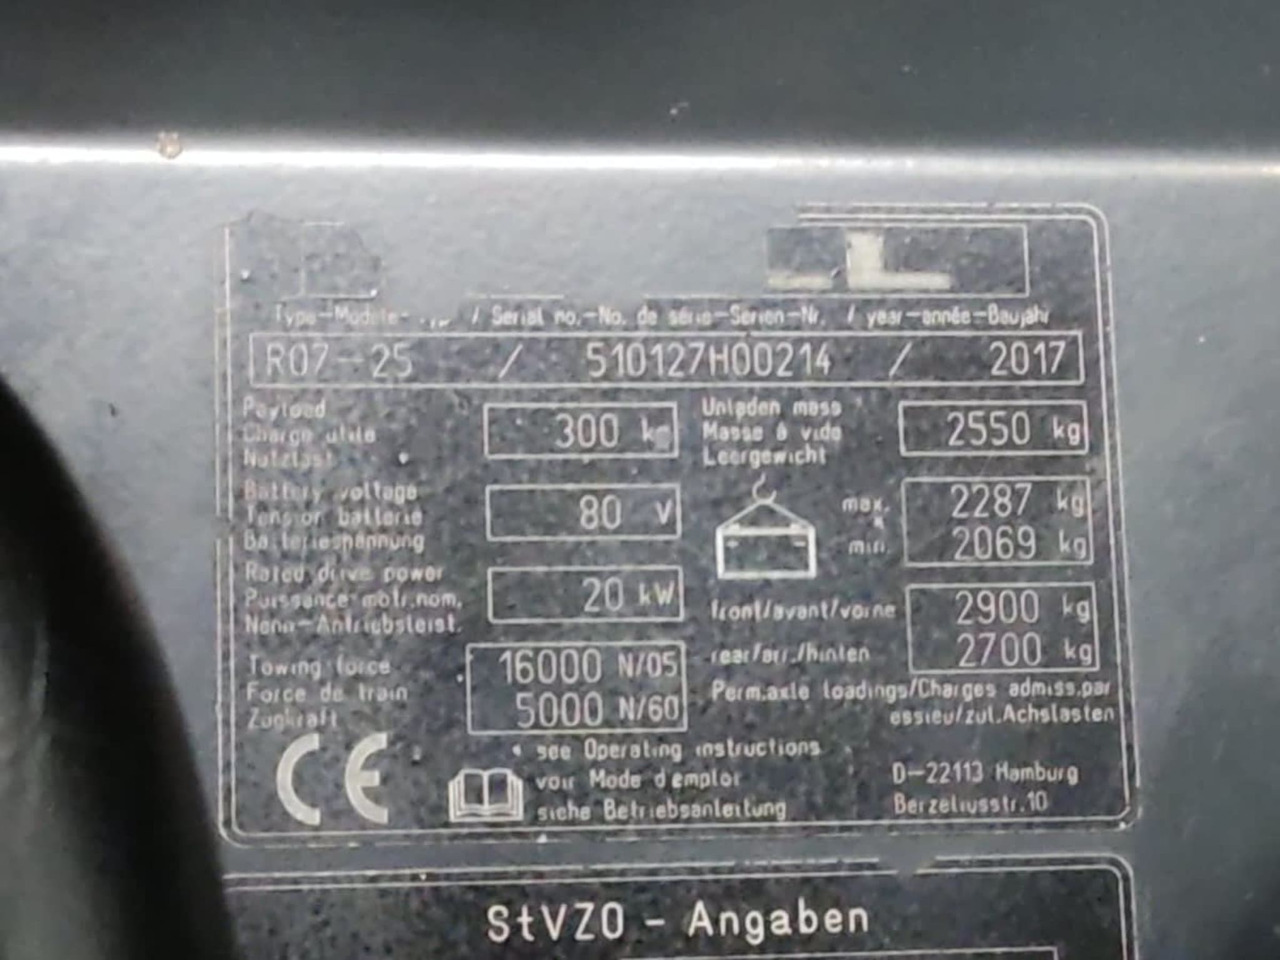 Type-Modèle-Typ / Serial no.-No. de série-Serien-Nr. / year-année-Baujahr
R07-25 / 510127H00214 / 2017
Payload
Charge utile
Nutzlast
300 kg
Unladen mass
Masse à vide
Leergewicht
2550 kg
Battery voltage
Tension batterie
Batteriespannung
80 V
max.
*
min.
2287 kg
2069 kg
Rated drive power
Puissance motr.nom.
Nenn-Antriebsleist.
20 kW
front/avant/vorne
2900 kg
rear/arr./hinten
2700 kg
Towing force
Force de train
Zugkraft
16000 N/05
5000 N/60
Perm.axle loadings/Charges admiss.par
essieu/zul.Achslasten
CE
* see Operating instructions
voir Mode d'emploi
siehe Betriebsanleitung
D-22113 Hamburg
Berzeliusstr.10
StVZO - Angaben